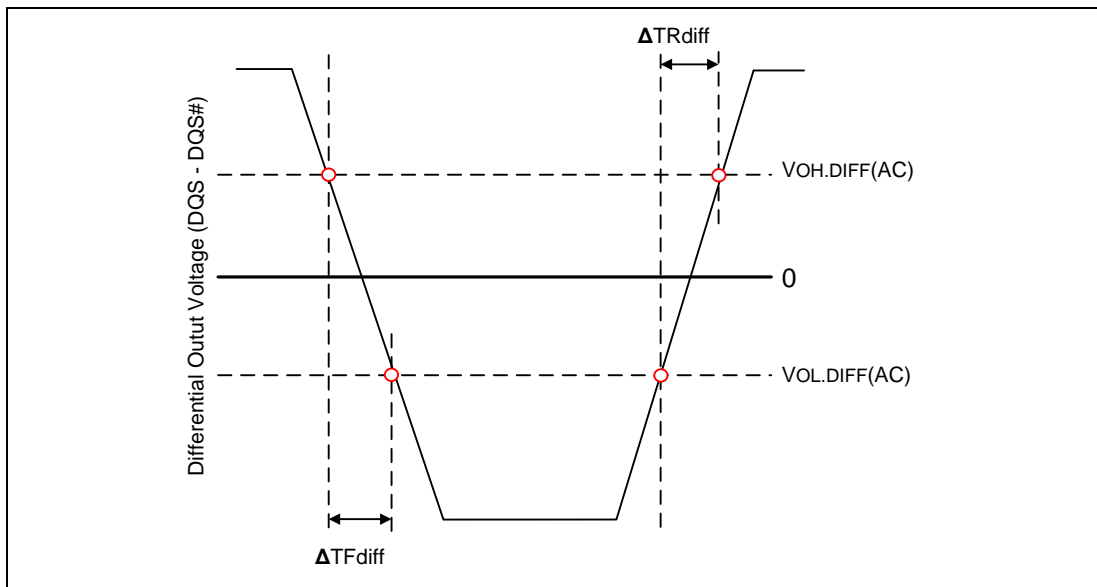 ΔTRdiff
Differential Outut Voltage (DQS - DQS#)
VOH.DIFF(AC)
0
VOL.DIFF(AC)
ΔTFdiff